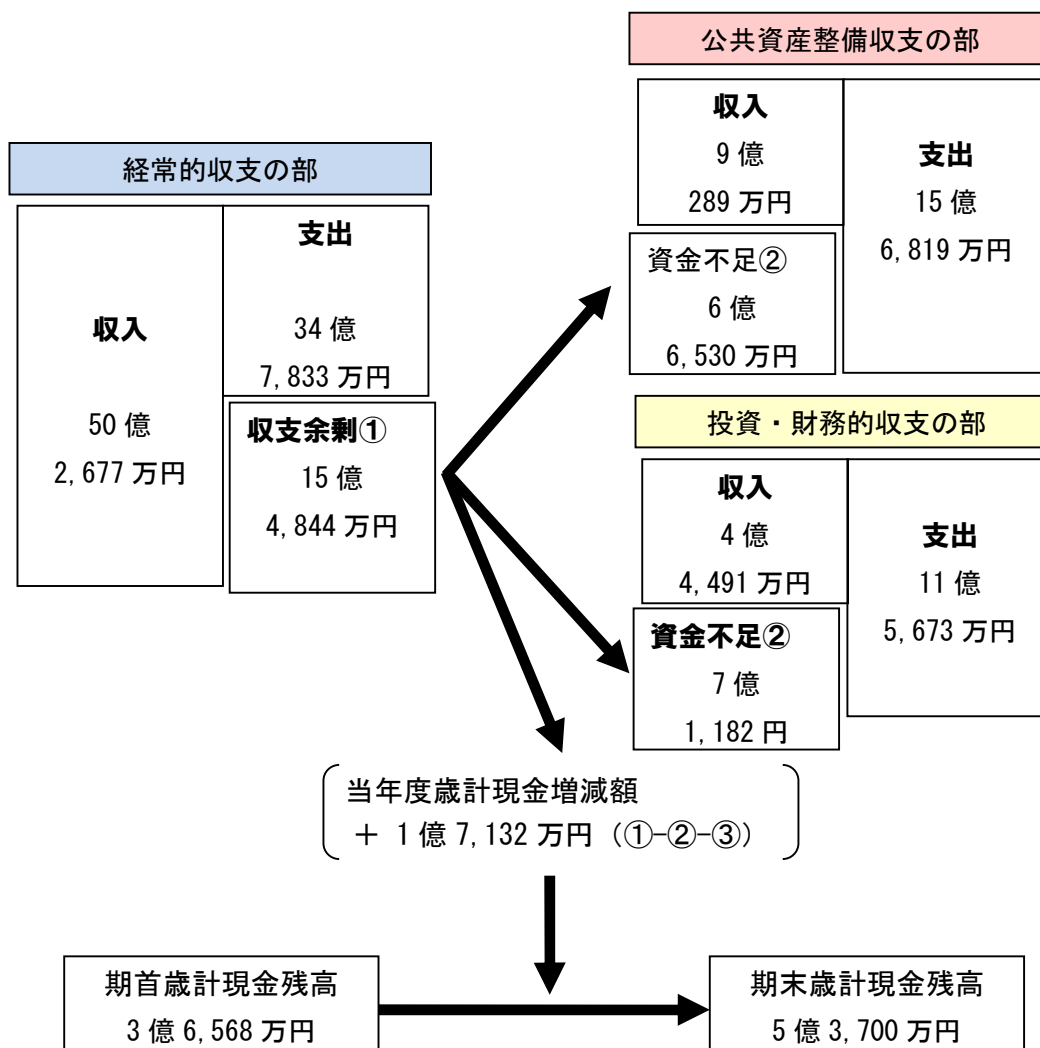 公共資産整備収支の部
収入
9 億
289 万円
支出
15 億
6,819 万円
資金不足②
6 億
6,530 万円
経常的収支の部
収入
50 億
2,677 万円
支出
34 億
7,833 万円
収支余剰①
15 億
4,844 万円
投資・財務的収支の部
収入
4 億
4,491 万円
支出
11 億
5,673 万円
資金不足②
7 億
1,182 円
当年度歳計現金増減額
＋ 1 億 7,132 万円（①-②-③）
期首歳計現金残高
3 億 6,568 万円
期末歳計現金残高
5 億 3,700 万円